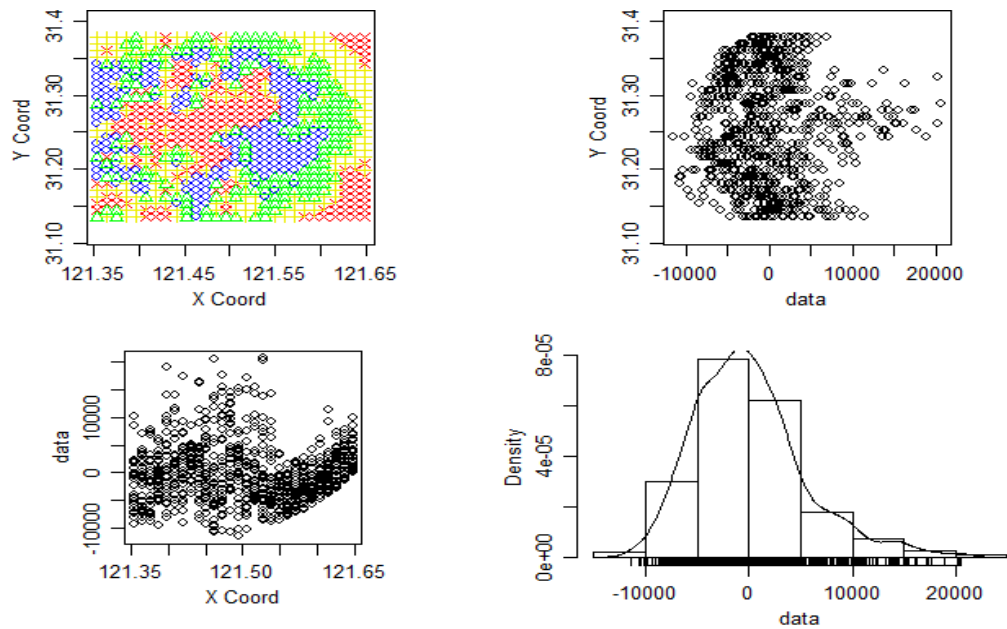 31.4
31.30
31.20
31.10
Y Coord
121.35 121.45 121.55 121.65
X Coord
31.4
31.30
31.20
31.10
Y Coord
-10000 0 10000 20000
data
10000
0
-10000
data
121.35 121.50 121.65
X Coord
8e-05
4e-05
0e+00
Density
-10000 0 10000 20000
data